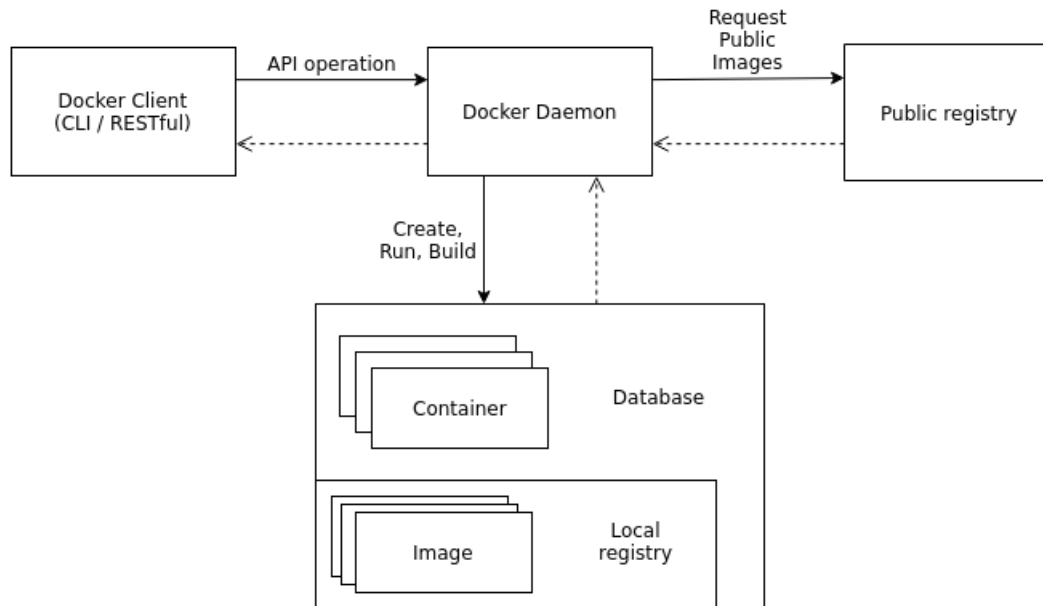 Docker Client
(CLI / RESTful)
API operation
Docker Daemon
Request
Public
Images
Public registry
Create,
Run, Build
Container
Database
Image
Local
registry